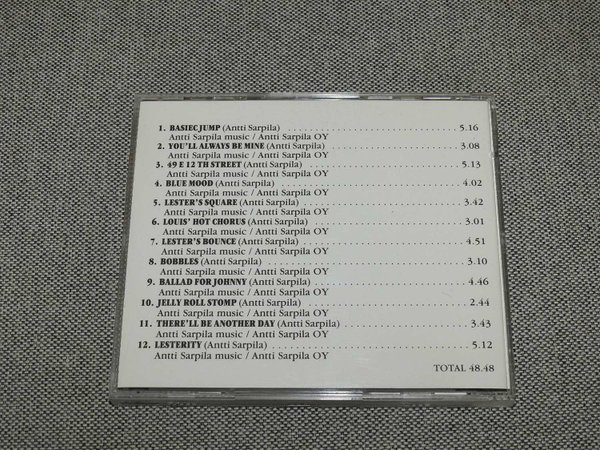 1. BASIEC JUMP (Antti Sarpila) .......... 5.16
Antti Sarpila music / Antti Sarpila OY
2. YOU'LL ALWAYS BE MINE (Antti Sarpila) .......... 3.08
Antti Sarpila music / Antti Sarpila OY
3. 49 E 12 TH STREET (Antti Sarpila) .......... 5.13
Antti Sarpila music / Antti Sarpila OY
4. BLUE MOOD (Antti Sarpila) .......... 4.02
Antti Sarpila music / Antti Sarpila OY
5. LESTER'S SQUARE (Antti Sarpila) .......... 3.42
Antti Sarpila music / Antti Sarpila OY
6. LOUIS' HOT CHORUS (Antti Sarpila) .......... 3.01
Antti Sarpila music / Antti Sarpila OY
7. LESTER'S BOUNCE (Antti Sarpila) .......... 4.51
Antti Sarpila music / Antti Sarpila OY
8. BOBBLES (Antti Sarpila) .......... 3.10
Antti Sarpila music / Antti Sarpila OY
9. BALLAD FOR JOHNNY (Antti Sarpila) .......... 4.46
Antti Sarpila music / Antti Sarpila OY
10. JELLY ROLL STOMP (Antti Sarpila) .......... 2.44
Antti Sarpila music / Antti Sarpila OY
11. THERE'LL BE ANOTHER DAY (Antti Sarpila) .......... 3.43
Antti Sarpila music / Antti Sarpila OY
12. LESTERITY (Antti Sarpila) .......... 5.12
Antti Sarpila music / Antti Sarpila OY
TOTAL 48.48